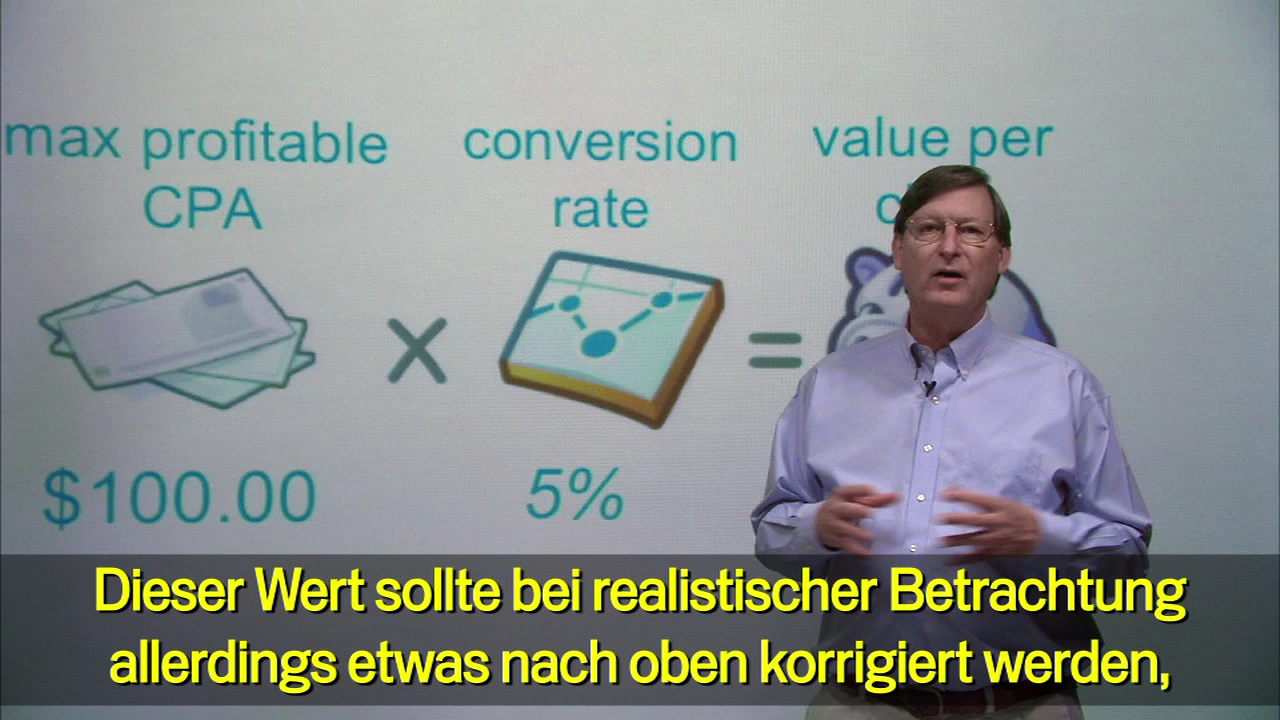 max profitable
CPA
conversion
rate
value per
$100.00
X
5%
=
Dieser Wert sollte bei realistischer Betrachtung
allerdings etwas nach oben korrigiert werden,